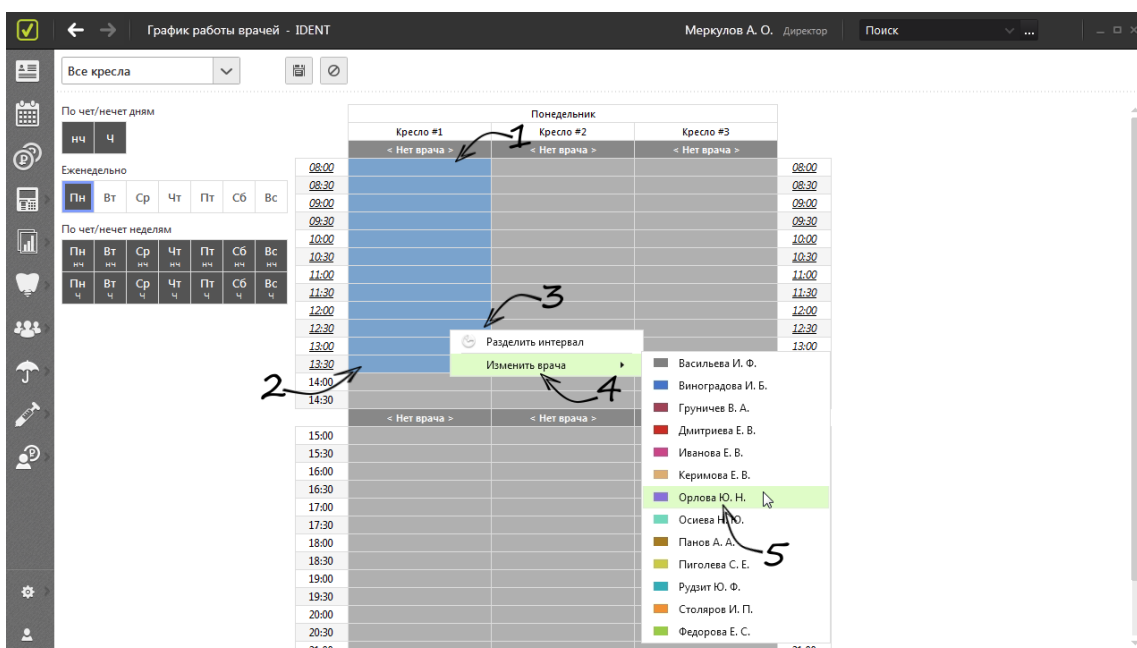 График работы врачей - IDENT
Меркулов А. О. Директор
Поиск
...
Все кресла
По чет/нечет дням
нч ч
Еженедельно
Пн Вт Ср Чт Пт Сб Вс
По чет/нечет неделям
Пн Вт Ср Чт Пт Сб Вс
нч нч нч нч нч нч нч
Пн Вт Ср Чт Пт Сб Вс
ч ч ч ч ч ч ч
Понедельник
Кресло #1 Кресло #2 Кресло #3
< Нет врача > < Нет врача > < Нет врача >
1
08:00 08:00
08:30 08:30
09:00 09:00
09:30 09:30
10:00 10:00
10:30 10:30
11:00 11:00
11:30 11:30
3
12:00 12:00
12:30 12:30
13:00 13:00
13:30
14:00
14:30
2
Разделить интервал
Изменить врача
4
< Нет врача > < Нет врача >
15:00
15:30
16:00
16:30
17:00
17:30
18:00
18:30
19:00
19:30
20:00
20:30
21:00 21:00
Васильева И. Ф.
Виноградова И. Б.
Груничев В. А.
Дмитриева Е. В.
Иванова Е. В.
Керимова Е. В.
Орлова Ю. Н.
Осиева Н. Ю.
Панов А. А.
5
Пиголева С. Е.
Рудзит Ю. Ф.
Столяров И. П.
Федорова Е. С.